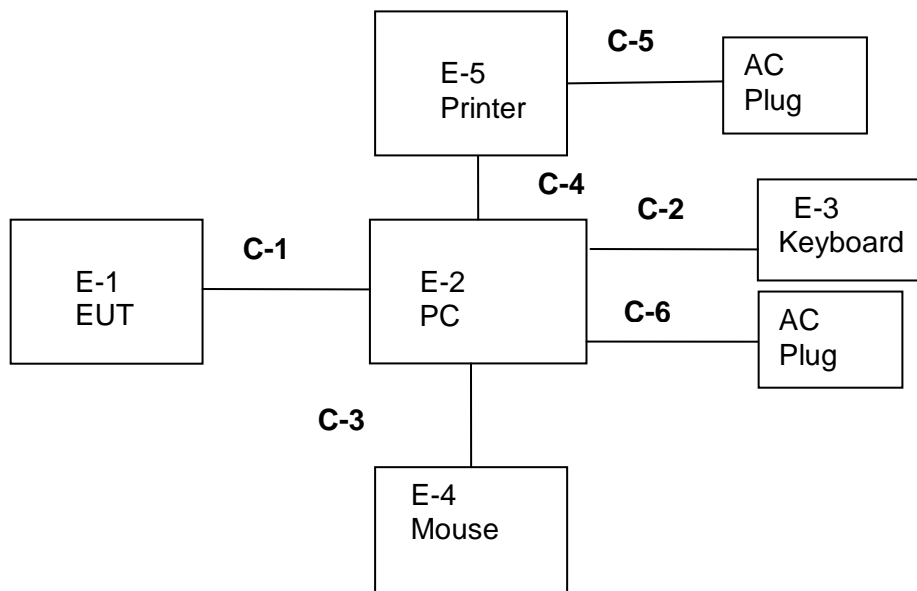 C-5
E-5
Printer
AC
Plug
C-4
C-2
E-3
Keyboard
C-1
E-1
EUT
E-2
PC
C-6
AC
Plug
C-3
E-4
Mouse